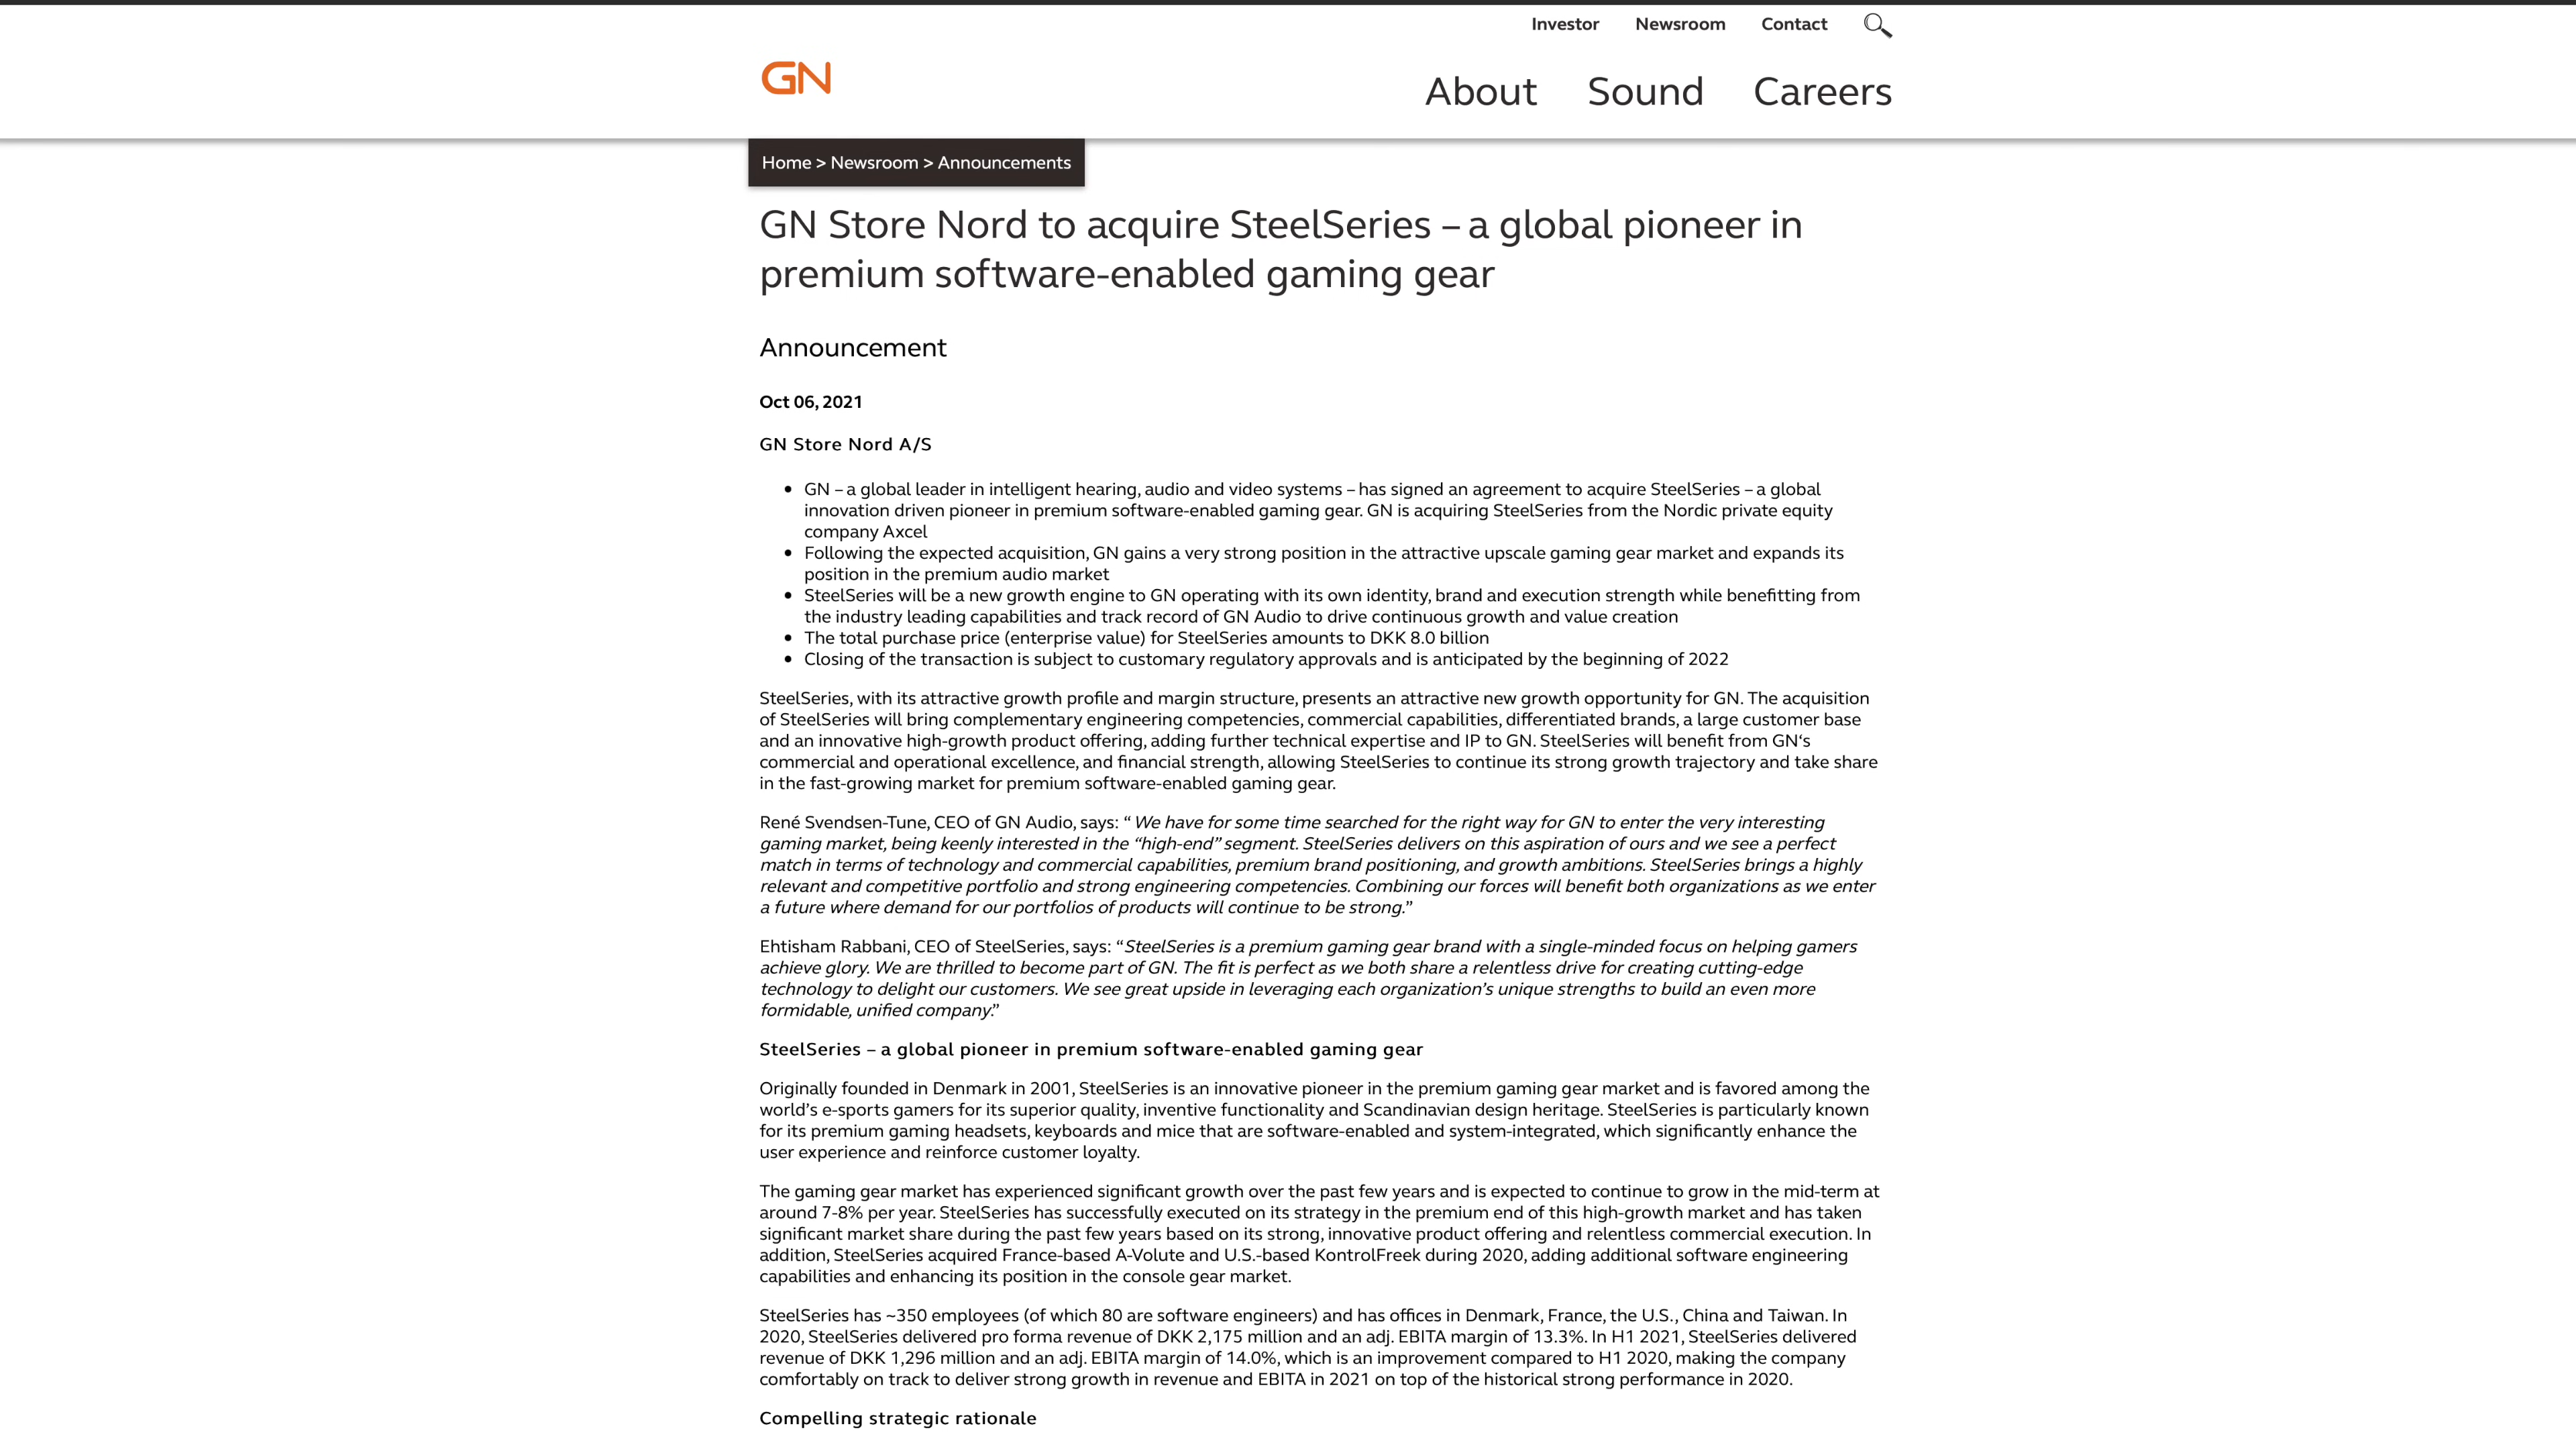 Investor Newsroom Contact
GN
About Sound Careers
Home > Newsroom > Announcements
GN Store Nord to acquire SteelSeries – a global pioneer in
premium software-enabled gaming gear
Announcement
Oct 06, 2021
GN Store Nord A/S
• GN – a global leader in intelligent hearing, audio and video systems – has signed an agreement to acquire SteelSeries – a global
innovation driven pioneer in premium software-enabled gaming gear. GN is acquiring SteelSeries from the Nordic private equity
company Axcel
• Following the expected acquisition, GN gains a very strong position in the attractive upscale gaming gear market and expands its
position in the premium audio market
• SteelSeries will be a new growth engine to GN operating with its own identity, brand and execution strength while benefitting from
the industry leading capabilities and track record of GN Audio to drive continuous growth and value creation
• The total purchase price (enterprise value) for SteelSeries amounts to DKK 8.0 billion
• Closing of the transaction is subject to customary regulatory approvals and is anticipated by the beginning of 2022
SteelSeries, with its attractive growth profile and margin structure, presents an attractive new growth opportunity for GN. The acquisition
of SteelSeries will bring complementary engineering competencies, commercial capabilities, differentiated brands, a large customer base
and an innovative high-growth product offering, adding further technical expertise and IP to GN. SteelSeries will benefit from GN‘s
commercial and operational excellence, and financial strength, allowing SteelSeries to continue its strong growth trajectory and take share
in the fast-growing market for premium software-enabled gaming gear.
René Svendsen-Tune, CEO of GN Audio, says: “ We have for some time searched for the right way for GN to enter the very interesting
gaming market, being keenly interested in the “high-end” segment. SteelSeries delivers on this aspiration of ours and we see a perfect
match in terms of technology and commercial capabilities, premium brand positioning, and growth ambitions. SteelSeries brings a highly
relevant and competitive portfolio and strong engineering competencies. Combining our forces will benefit both organizations as we enter
a future where demand for our portfolios of products will continue to be strong.”
Ehtisham Rabbani, CEO of SteelSeries, says: “SteelSeries is a premium gaming gear brand with a single-minded focus on helping gamers
achieve glory. We are thrilled to become part of GN. The fit is perfect as we both share a relentless drive for creating cutting-edge
technology to delight our customers. We see great upside in leveraging each organization’s unique strengths to build an even more
formidable, unified company.”
SteelSeries – a global pioneer in premium software-enabled gaming gear
Originally founded in Denmark in 2001, SteelSeries is an innovative pioneer in the premium gaming gear market and is favored among the
world’s e-sports gamers for its superior quality, inventive functionality and Scandinavian design heritage. SteelSeries is particularly known
for its premium gaming headsets, keyboards and mice that are software-enabled and system-integrated, which significantly enhance the
user experience and reinforce customer loyalty.
The gaming gear market has experienced significant growth over the past few years and is expected to continue to grow in the mid-term at
around 7-8% per year. SteelSeries has successfully executed on its strategy in the premium end of this high-growth market and has taken
significant market share during the past few years based on its strong, innovative product offering and relentless commercial execution. In
addition, SteelSeries acquired France-based A-Volute and U.S.-based KontrolFreek during 2020, adding additional software engineering
capabilities and enhancing its position in the console gear market.
SteelSeries has ~350 employees (of which 80 are software engineers) and has offices in Denmark, France, the U.S., China and Taiwan. In
2020, SteelSeries delivered pro forma revenue of DKK 2,175 million and an adj. EBITA margin of 13.3%. In H1 2021, SteelSeries delivered
revenue of DKK 1,296 million and an adj. EBITA margin of 14.0%, which is an improvement compared to H1 2020, making the company
comfortably on track to deliver strong growth in revenue and EBITA in 2021 on top of the historical strong performance in 2020.
Compelling strategic rationale